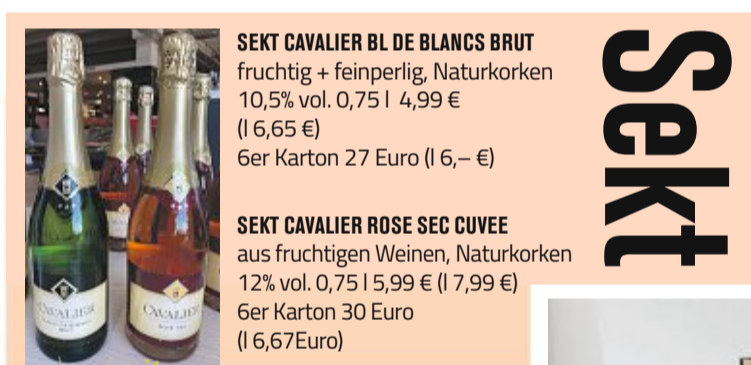 SEKT CAVALIER BL DE BLANCS BRUT
fruchtig + feinperlig, Naturkorken
10,5% vol. 0,75 l 4,99 €
(l 6,65 €)
6er Karton 27 Euro (l 6,– €)
SEKT CAVALIER ROSE SEC CUVEE
aus fruchtigen Weinen, Naturkorken
12% vol. 0,75 l 5,99 € (l 7,99 €)
6er Karton 30 Euro
(l 6,67Euro)
Sekt
CAVALIER
CAVALIER